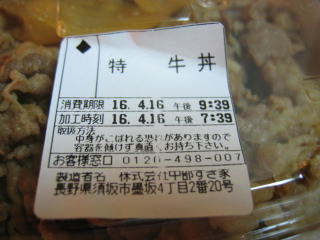 特 牛丼
消費期限 16. 4.16 午後 9:39
加工時刻 16. 4.16 午後 7:39
取扱方法
中身がこぼれる恐れがありますので
容器を傾けず真直ぐお持ち下さい。
お客様窓口 0120-498-007
製造者名 株式会社中部すき家
長野県須坂市墨坂4丁目2番20号